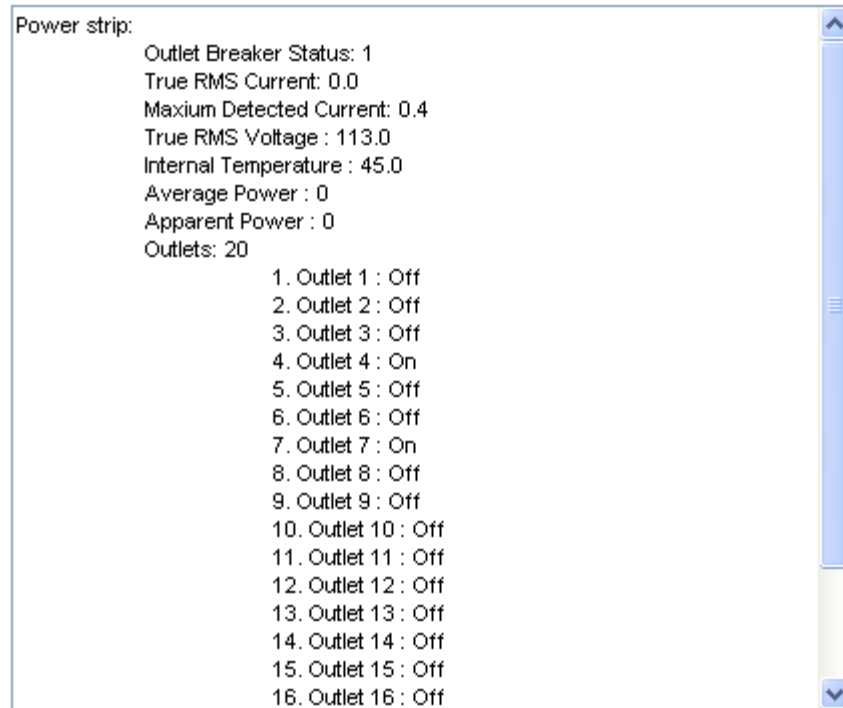 Power strip:
Outlet Breaker Status: 1
True RMS Current: 0.0
Maxium Detected Current: 0.4
True RMS Voltage : 113.0
Internal Temperature : 45.0
Average Power : 0
Apparent Power : 0
Outlets: 20
1. Outlet 1 : Off
2. Outlet 2 : Off
3. Outlet 3 : Off
4. Outlet 4 : On
5. Outlet 5 : Off
6. Outlet 6 : Off
7. Outlet 7 : On
8. Outlet 8 : Off
9. Outlet 9 : Off
10. Outlet 10 : Off
11. Outlet 11 : Off
12. Outlet 12 : Off
13. Outlet 13 : Off
14. Outlet 14 : Off
15. Outlet 15 : Off
16. Outlet 16 : Off